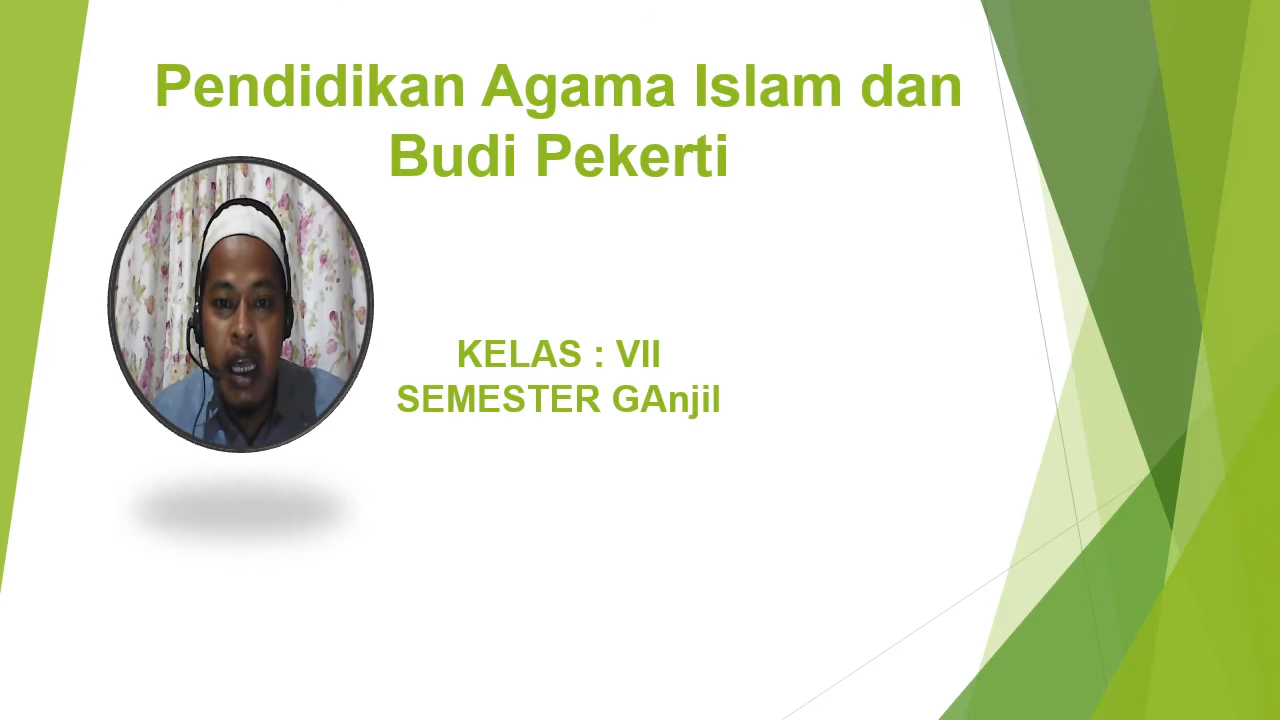 Pendidikan Agama Islam dan
Budi Pekerti
KELAS : VII
SEMESTER GAnjil